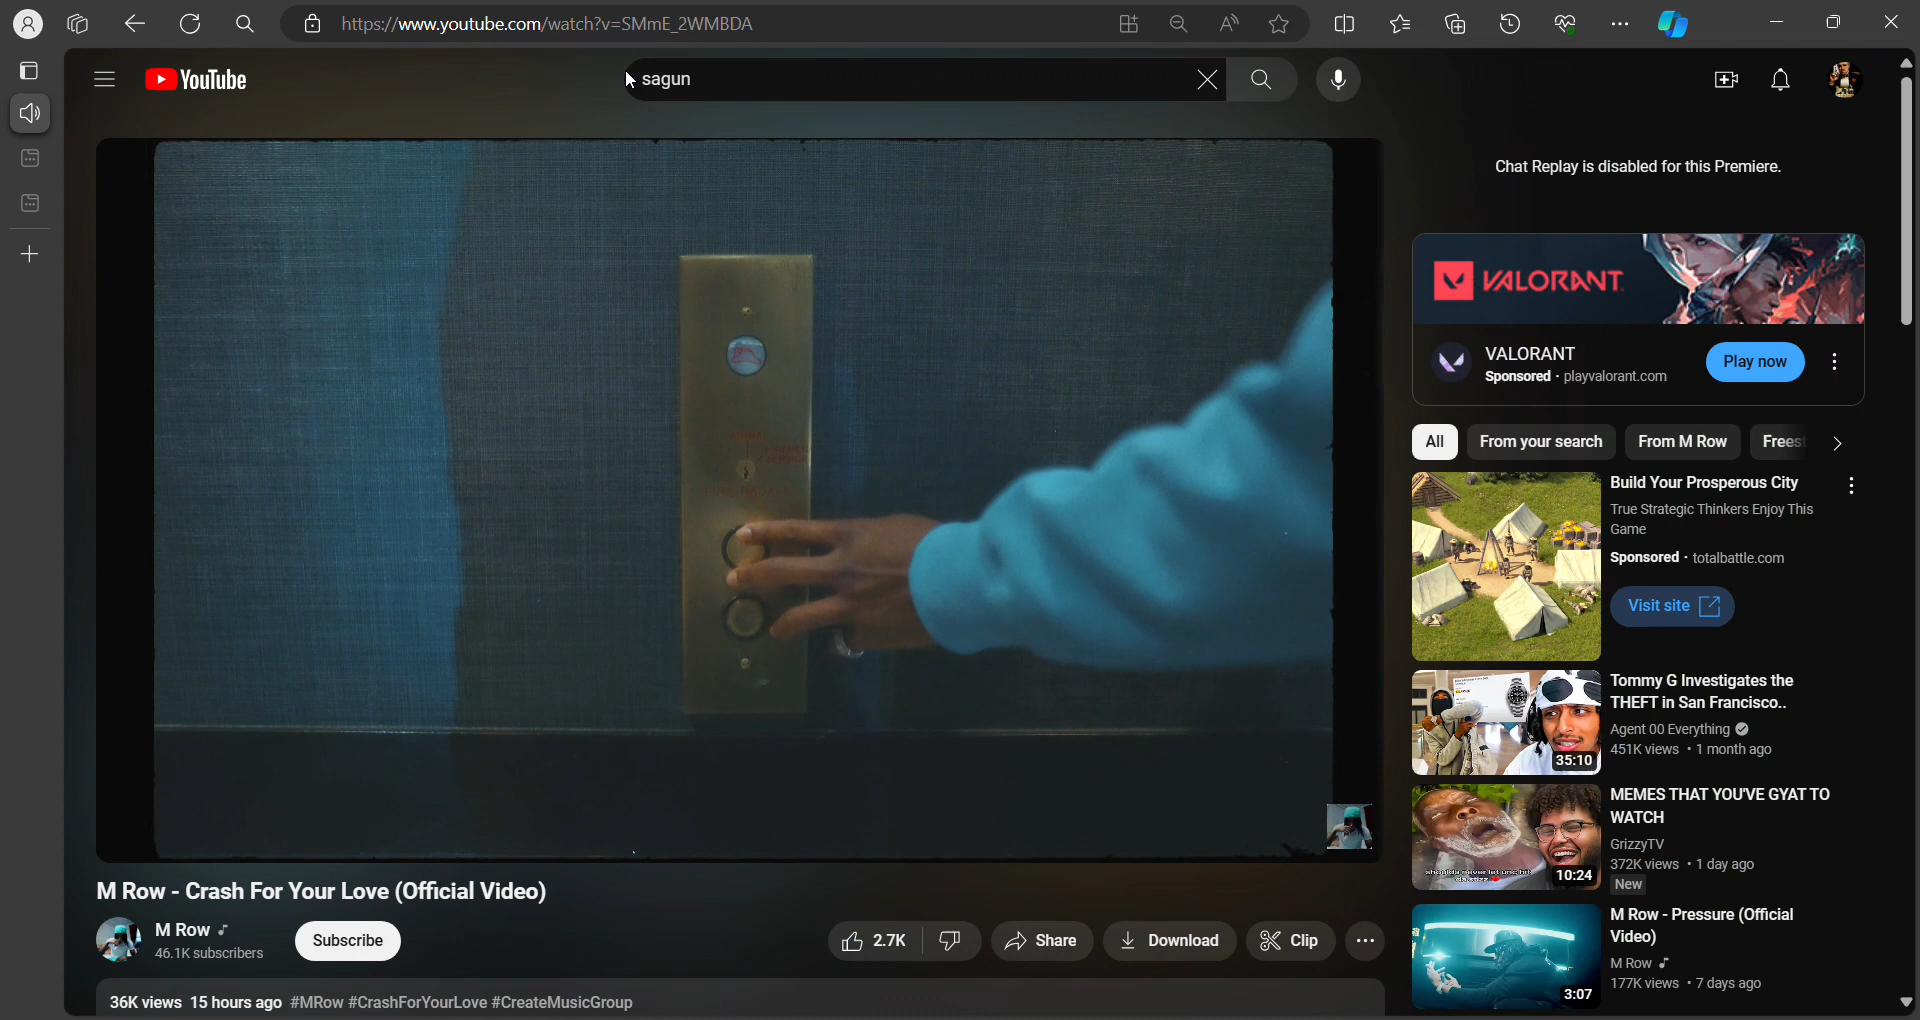 https://www.youtube.com/watch?v=SMmE_2WMBDA
YouTube
sagun
Chat Replay is disabled for this Premiere.
VALORANT
VALORANT
Sponsored · playvalorant.com
Play now
All
From your search
From M Row
Freest
Build Your Prosperous City
True Strategic Thinkers Enjoy This
Game
Sponsored · totalbattle.com
Visit site
Tommy G Investigates the
THEFT in San Francisco..
Agent 00 Everything
451K views • 1 month ago
35:10
MEMES THAT YOU'VE GYAT TO
WATCH
GrizzyTV
372K views • 1 day ago
New
10:24
M Row - Pressure (Official
Video)
M Row
177K views • 7 days ago
3:07
M Row - Crash For Your Love (Official Video)
M Row
46.1K subscribers
Subscribe
2.7K
Share
Download
Clip
36K views 15 hours ago #MRow #CrashForYourLove #CreateMusicGroup